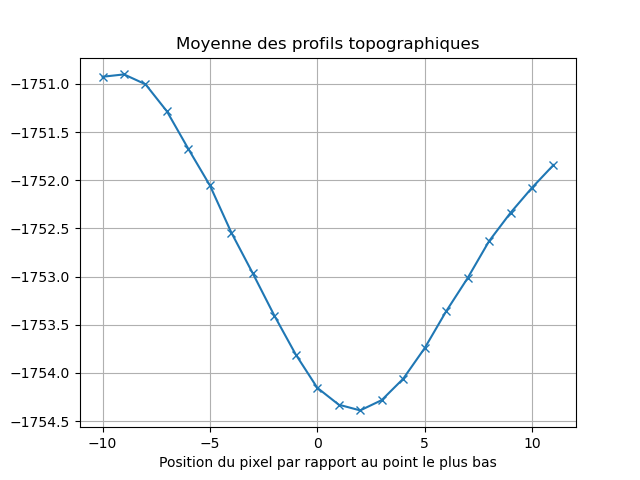 Moyenne des profils topographiques
−1751.0
−1751.5
−1752.0
−1752.5
−1753.0
−1753.5
−1754.0
−1754.5
−10 −5 0 5 10
Position du pixel par rapport au point le plus bas